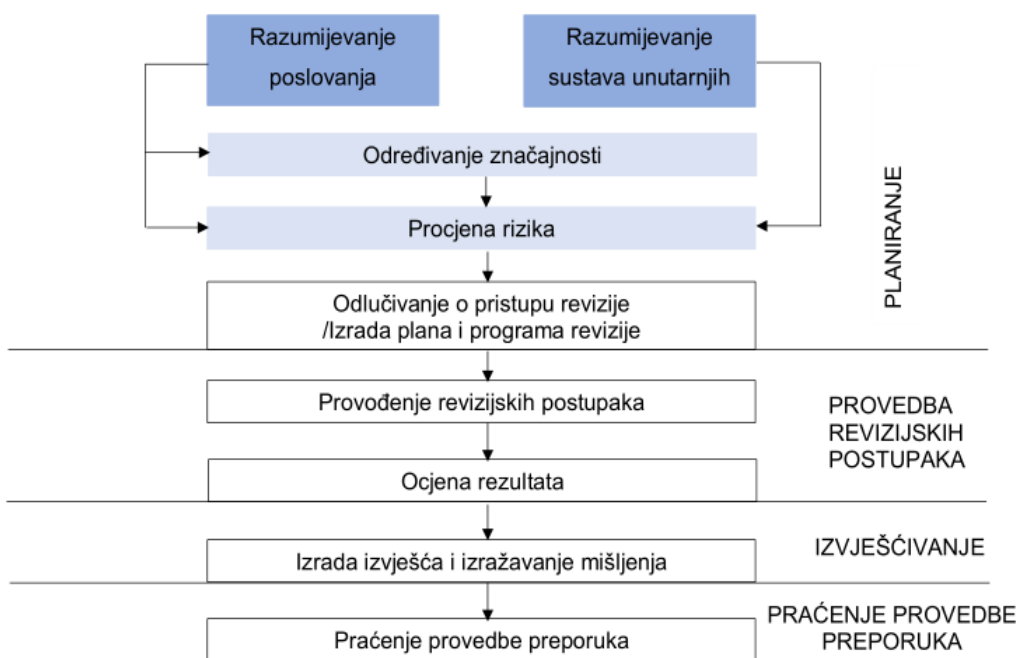 Razumijevanje
poslovanja
Razumijevanje
sustava unutarnjih
Određivanje značajnosti
Procjena rizika
Odlučivanje o pristupu revizije
/Izrada plana i programa revizije
PLANIRANJE
Provođenje revizijskih postupaka
Ocjena rezultata
PROVEDBA
REVIZIJSKIH
POSTUPAKA
Izrada izvješća i izražavanje mišljenja
IZVJEŠĆIVANJE
Praćenje provedbe preporuka
PRAĆENJE PROVEDBE
PREPORUKA